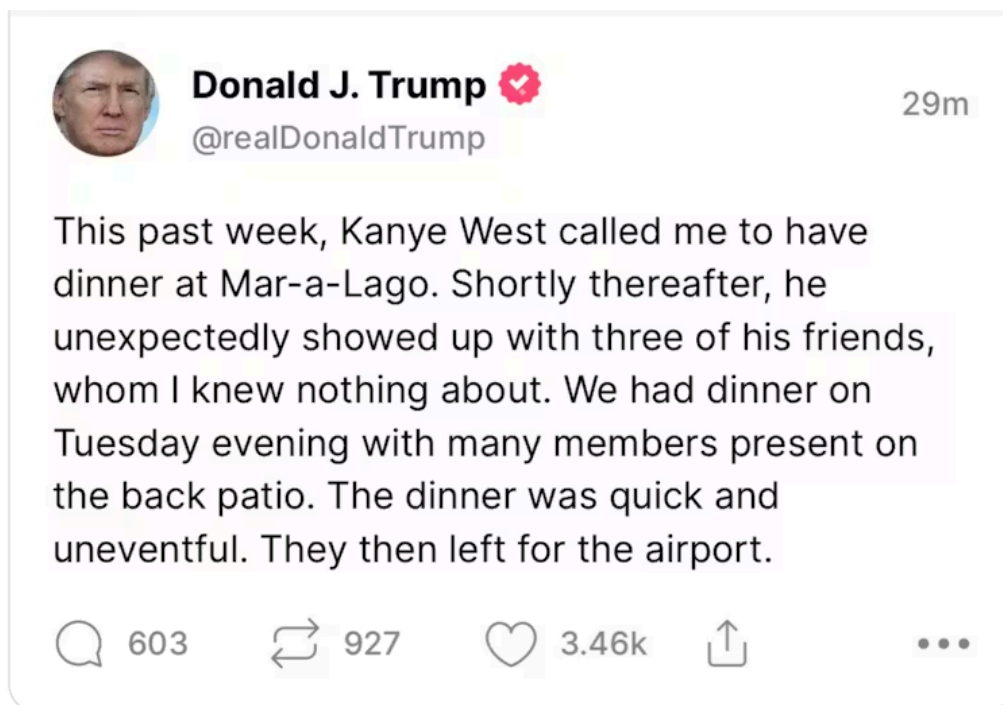 Donald J. Trump
29m
@realDonaldTrump
This past week, Kanye West called me to have
dinner at Mar-a-Lago. Shortly thereafter, he
unexpectedly showed up with three of his friends,
whom I knew nothing about. We had dinner on
Tuesday evening with many members present on
the back patio. The dinner was quick and
uneventful. They then left for the airport.
603 927 3.46k